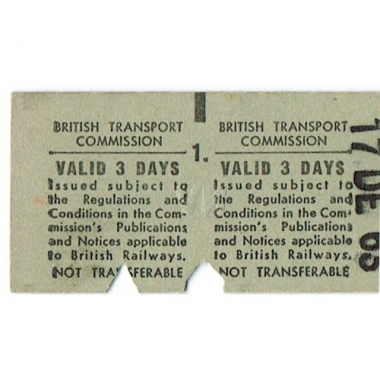 BRITISH TRANSPORT
COMMISSION
VALID 3 DAYS
Issued subject to
the Regulations and
Conditions in the Com-
mission's Publications
and Notices applicable
to British Railways.
NOT TRANSFERABLE
1.
BRITISH TRANSPORT
COMMISSION
VALID 3 DAYS
Issued subject to
the Regulations and
Conditions in the Com-
mission's Publications
and Notices applicable
to British Railways.
NOT TRANSFERABLE
17 DE 65